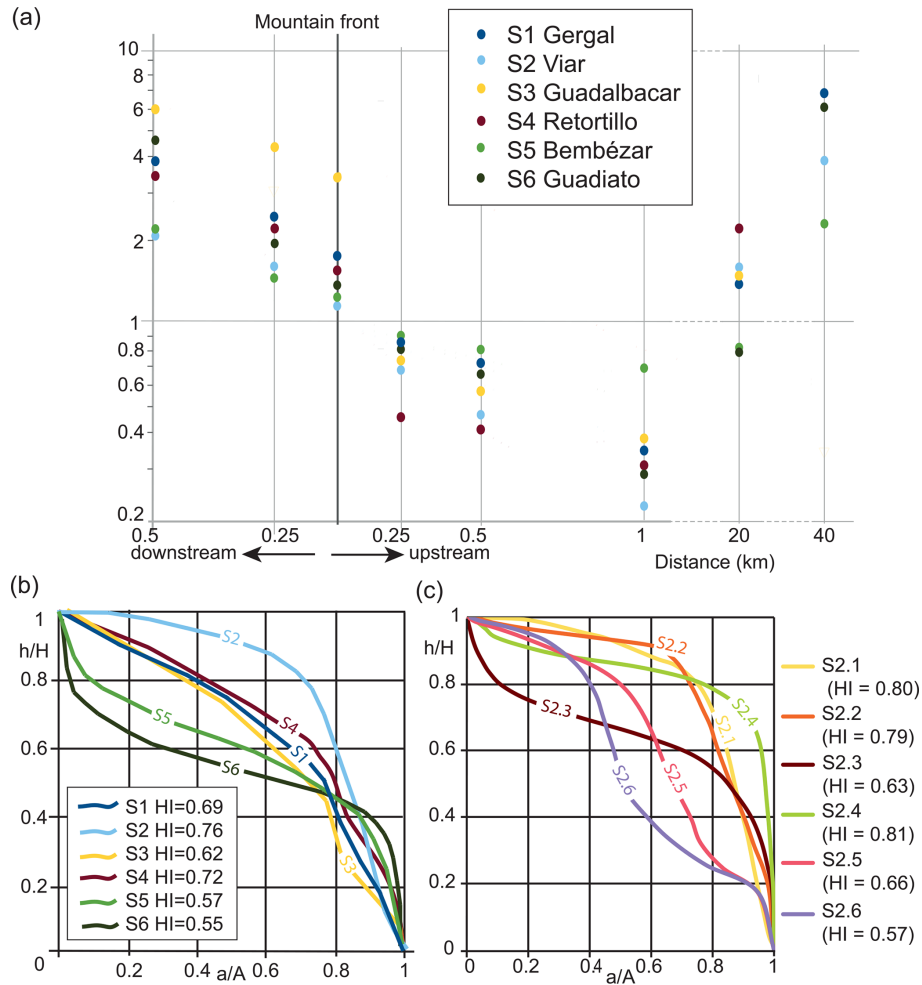 (a)
Mountain front
10
8
6
4
2
1
0.8
0.6
0.4
0.2
S1 Gergal
S2 Viar
S3 Guadalbacar
S4 Retortillo
S5 Bembézar
S6 Guadiato
0.5 0.25 0.25 0.5 1 20 40
downstream upstream Distance (km)
(b)
1
h/H
0.8
0.6
0.4
0.2
0
S2
S4
S1
S5
S6
S3
S1 HI=0.69
S2 HI=0.76
S3 HI=0.62
S4 HI=0.72
S5 HI=0.57
S6 HI=0.55
0.2 0.4 0.6 0.8 1
a/A
(c)
1
h/H
0.8
0.6
0.4
0.2
0
S2.2
S2.4
S2.3
S2.1
S2.5
S2.6
0 0.2 0.4 0.6 0.8 1
a/A
S2.1
(HI = 0.80)
S2.2
(HI = 0.79)
S2.3
(HI = 0.63)
S2.4
(HI = 0.81)
S2.5
(HI = 0.66)
S2.6
(HI = 0.57)